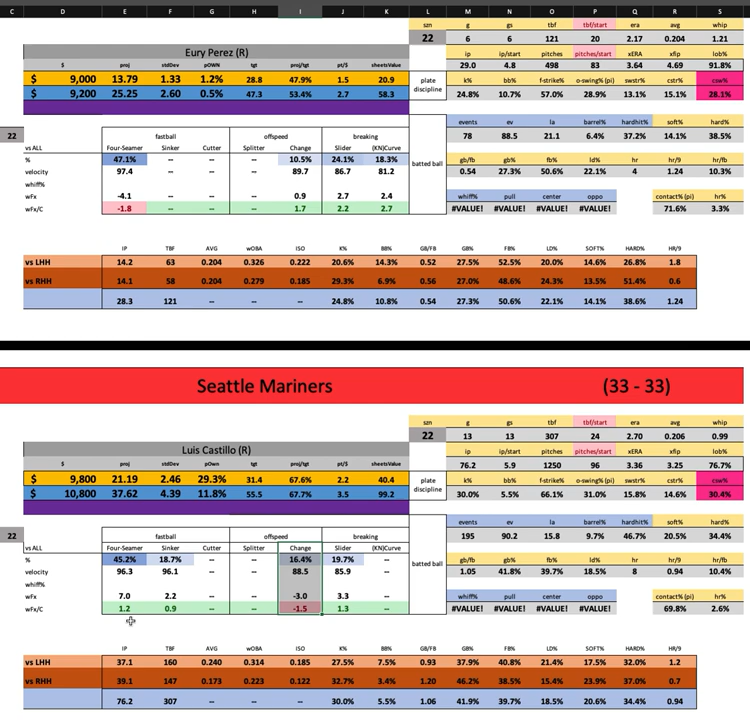 C D E F G H I J K L M N O P Q R S
szn g gs tbf tbf/start era avg whip
22 6 6 121 20 2.17 0.204 1.21
ip ip/start pitches pitches/start xERA xfip lob%
Eury Perez (R) 29.0 4.8 498 83 3.64 4.69 91.8%
$ proj stdDev pOWN tgt proj/tgt pt/$ sheetsValue
$ 9,000 13.79 1.33 1.2% 28.8 47.9% 1.5 20.9 plate discipline k% bb% f-strike% o-swing% (pi) swstr% cstr% csw%
$ 9,200 25.25 2.60 0.5% 47.3 53.4% 2.7 58.3 24.8% 10.7% 57.0% 28.9% 13.1% 15.1% 28.1%
events ev la barrel% hardhit% soft% hard%
22 fastball offspeed breaking 78 88.5 21.1 6.4% 37.2% 14.1% 38.5%
vs ALL Four-Seamer Sinker Cutter Splitter Change Slider (KN)Curve
% 47.1% -- -- -- 10.5% 24.1% 18.3% batted ball gb/fb gb% fb% ld% hr hr/9 hr/fb
velocity 97.4 -- -- -- 89.7 86.7 81.2 0.54 27.3% 50.6% 22.1% 4 1.24 10.3%
whiff%
wFx -4.1 -- -- -- 0.9 2.7 2.4 whiff% pull center oppo contact% (pi) hr%
wFx/C -1.8 -- -- -- 1.7 2.2 2.7 #VALUE! #VALUE! #VALUE! #VALUE! 71.6% 3.3%
IP TBF AVG wOBA ISO K% BB% GB/FB GB% FB% LD% SOFT% HARD% HR/9
vs LHH 14.2 63 0.204 0.326 0.222 20.6% 14.3% 0.52 27.5% 52.5% 20.0% 14.6% 26.8% 1.8
vs RHH 14.1 58 0.204 0.279 0.185 29.3% 6.9% 0.56 27.0% 48.6% 24.3% 13.5% 51.4% 0.6
28.3 121 -- -- -- 24.8% 10.8% 0.54 27.3% 50.6% 22.1% 14.1% 38.6% 1.24
Seattle Mariners (33 - 33)
szn g gs tbf tbf/start era avg whip
22 13 13 307 24 2.70 0.206 0.99
ip ip/start pitches pitches/start xERA xfip lob%
Luis Castillo (R) 76.2 5.9 1250 96 3.36 3.25 76.7%
$ proj stdDev pOwn tgt proj/tgt pt/$ sheetsValue
$ 9,800 21.19 2.46 29.3% 31.4 67.6% 2.2 40.4 plate discipline k% bb% f-strike% o-swing% (pi) swstr% cstr% csw%
$ 10,800 37.62 4.39 11.8% 55.5 67.7% 3.5 99.2 30.0% 5.5% 66.1% 31.0% 15.8% 14.6% 30.4%
events ev la barrel% hardhit% soft% hard%
22 fastball offspeed breaking 195 90.2 15.8 9.7% 46.7% 20.5% 34.4%
vs ALL Four-Seamer Sinker Cutter Splitter Change Slider (KN)Curve
% 45.2% 18.7% -- -- 16.4% 19.7% -- batted ball gb/fb gb% fb% ld% hr hr/9 hr/fb
velocity 96.3 96.1 -- -- 88.5 85.9 -- 1.05 41.8% 39.7% 18.5% 8 0.94 10.4%
whiff%
wFx 7.0 2.2 -- -- -3.0 3.3 -- whiff% pull center oppo contact% (pi) hr%
wFx/C 1.2 0.9 -- -- -1.5 1.3 -- #VALUE! #VALUE! #VALUE! #VALUE! 69.8% 2.6%
IP TBF AVG wOBA ISO K% BB% GB/FB GB% FB% LD% SOFT% HARD% HR/9
vs LHH 37.1 160 0.240 0.314 0.185 27.5% 7.5% 0.93 37.9% 40.8% 21.4% 17.5% 32.0% 1.2
vs RHH 39.1 147 0.173 0.223 0.122 32.7% 3.4% 1.20 46.2% 38.5% 15.4% 23.9% 37.0% 0.7
76.2 307 -- -- -- 30.0% 5.5% 1.06 41.9% 39.7% 18.5% 20.6% 34.4% 0.94